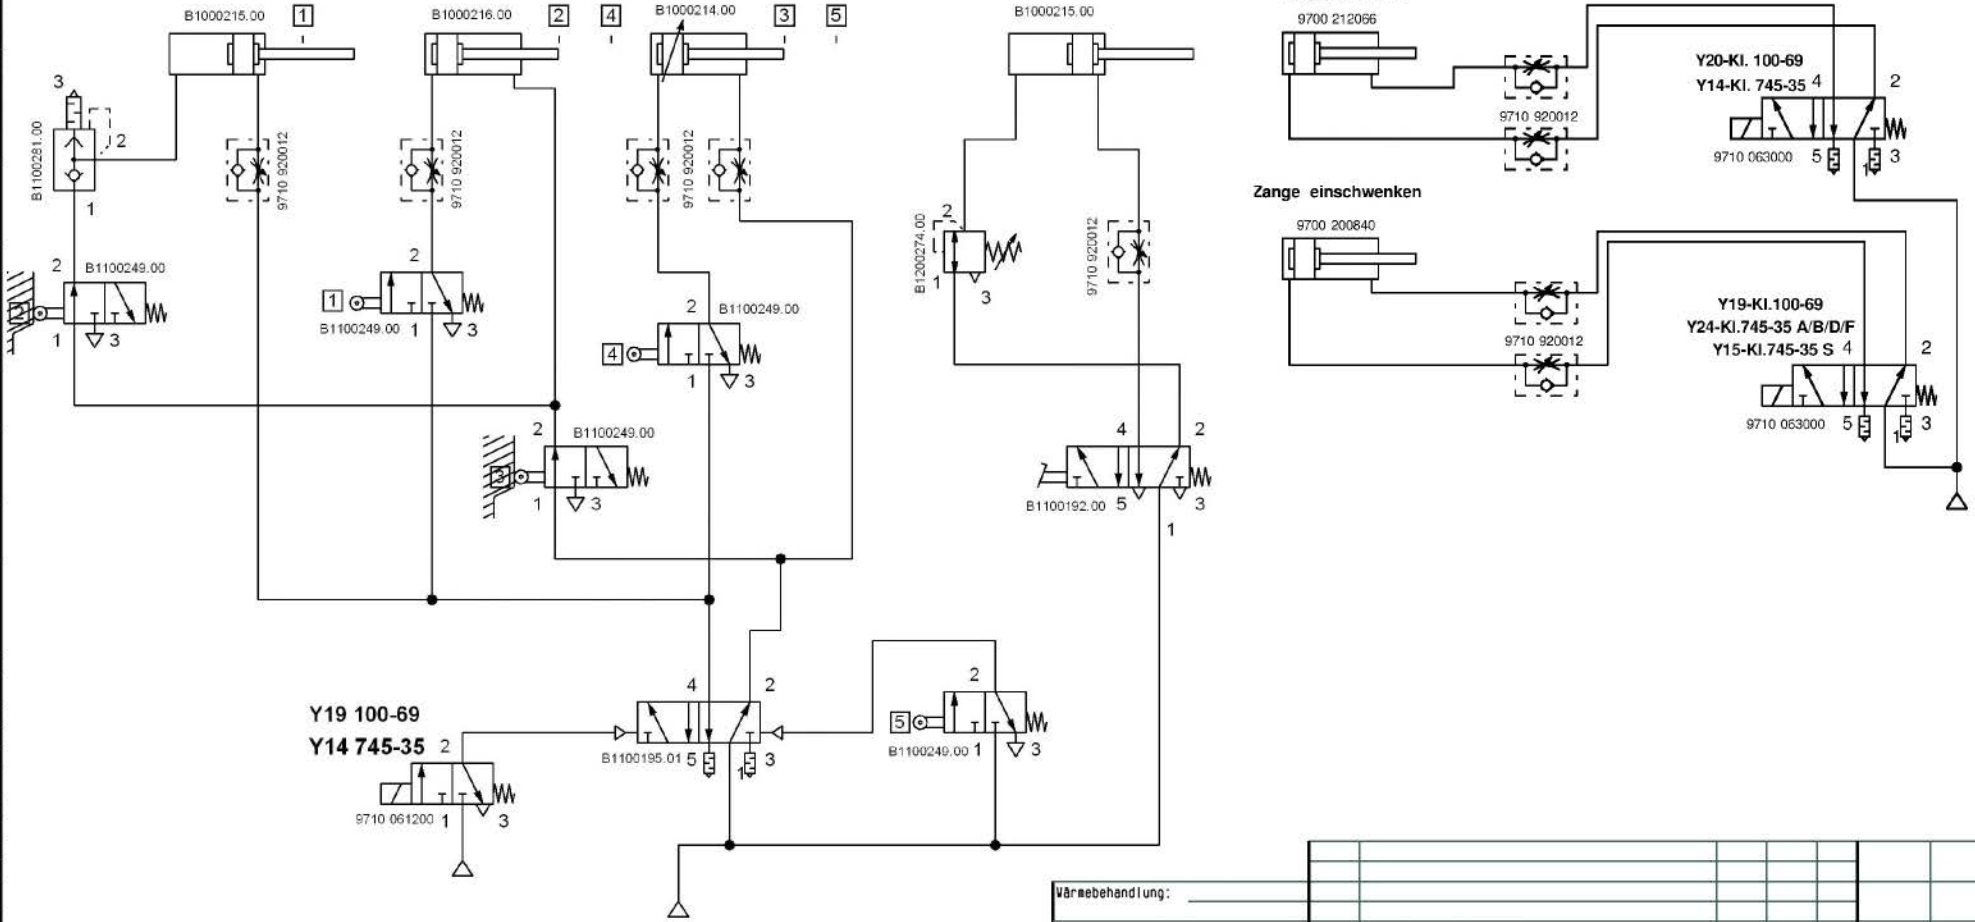 B1000215.00
1
B1000216.00
2
4
B1000214.00
3
5
B1000215.00
9700 212066
Y20-Kl. 100-69
Y14-Kl. 745-35
4
2
9710 920012
9710 063000
5
1
3
3
2
B1100281.00
1
9710 920012
9710 920012
9710 920012
Zange einschwenken
9700 200840
2
B1200274.00
1
3
9710 920012
2
B1100249.00
2
1
3
2
1
B1100249.00
1
3
2
B1100249.00
4
1
3
9710 920012
Y19-Kl.100-69
Y24-Kl.745-35 A/B/D/F
Y15-Kl.745-35 S
4
2
9710 063000
5
1
3
2
B1100249.00
3
1
3
4
2
B1100192.00
5
3
1
Y19 100-69
Y14 745-35
2
9710 061200
1
3
4
2
B1100195.01
5
1
3
2
5
B1100249.00
1
3
Wärmebehandlung: